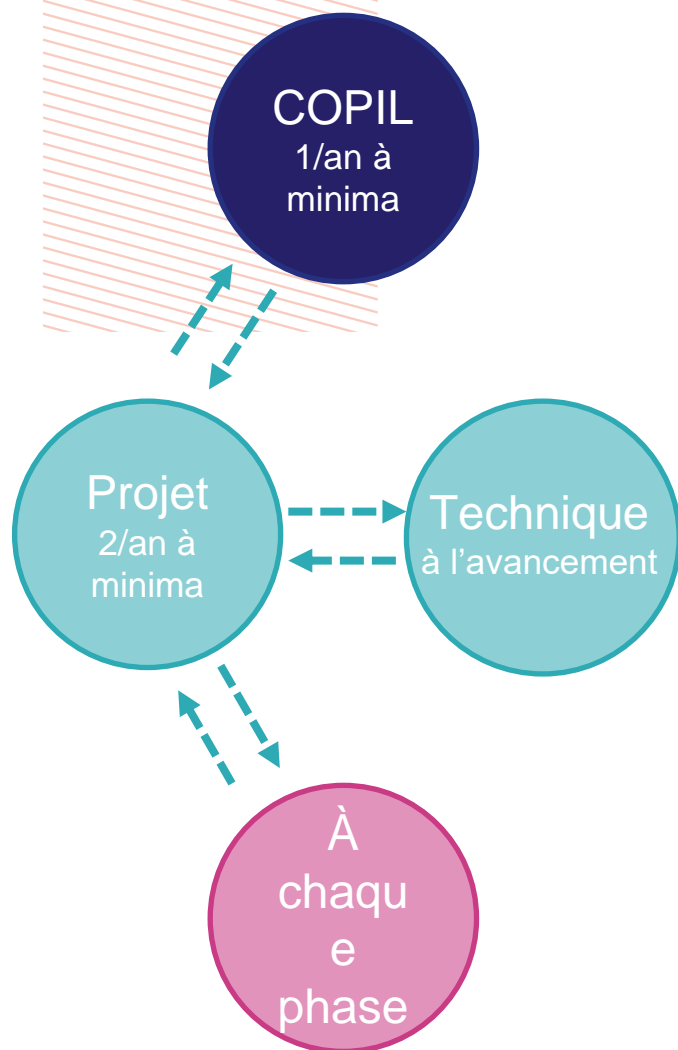 COPIL
1/an à
minima
Projet
2/an à
minima
Technique
à l’avancement
À
chaqu
e
phase